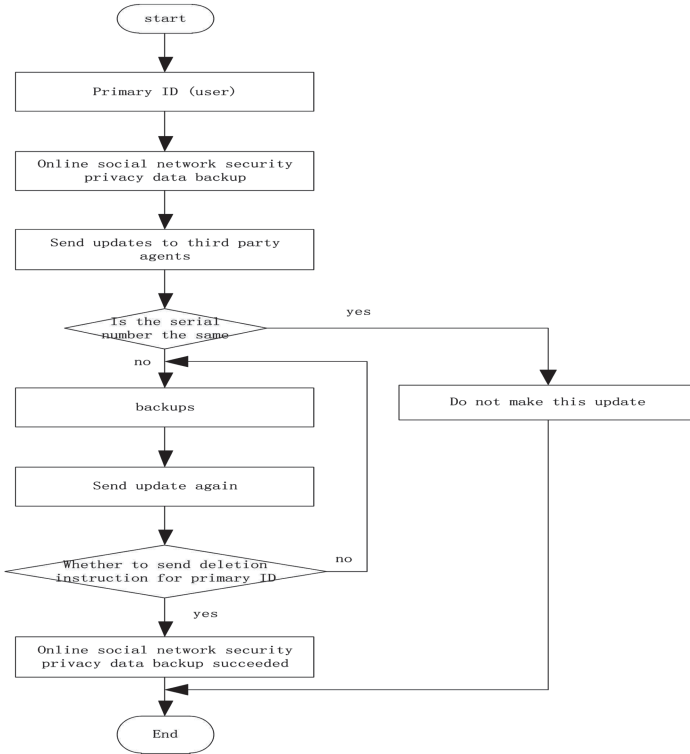 start
Primary ID (user)
Online social network security
privacy data backup
Send updates to third party
agents
Is the serial
number the same
yes
no
Do not make this update
backups
Send update again
Whether to send deletion
instruction for primary ID
no
yes
Online social network security
privacy data backup succeeded
End